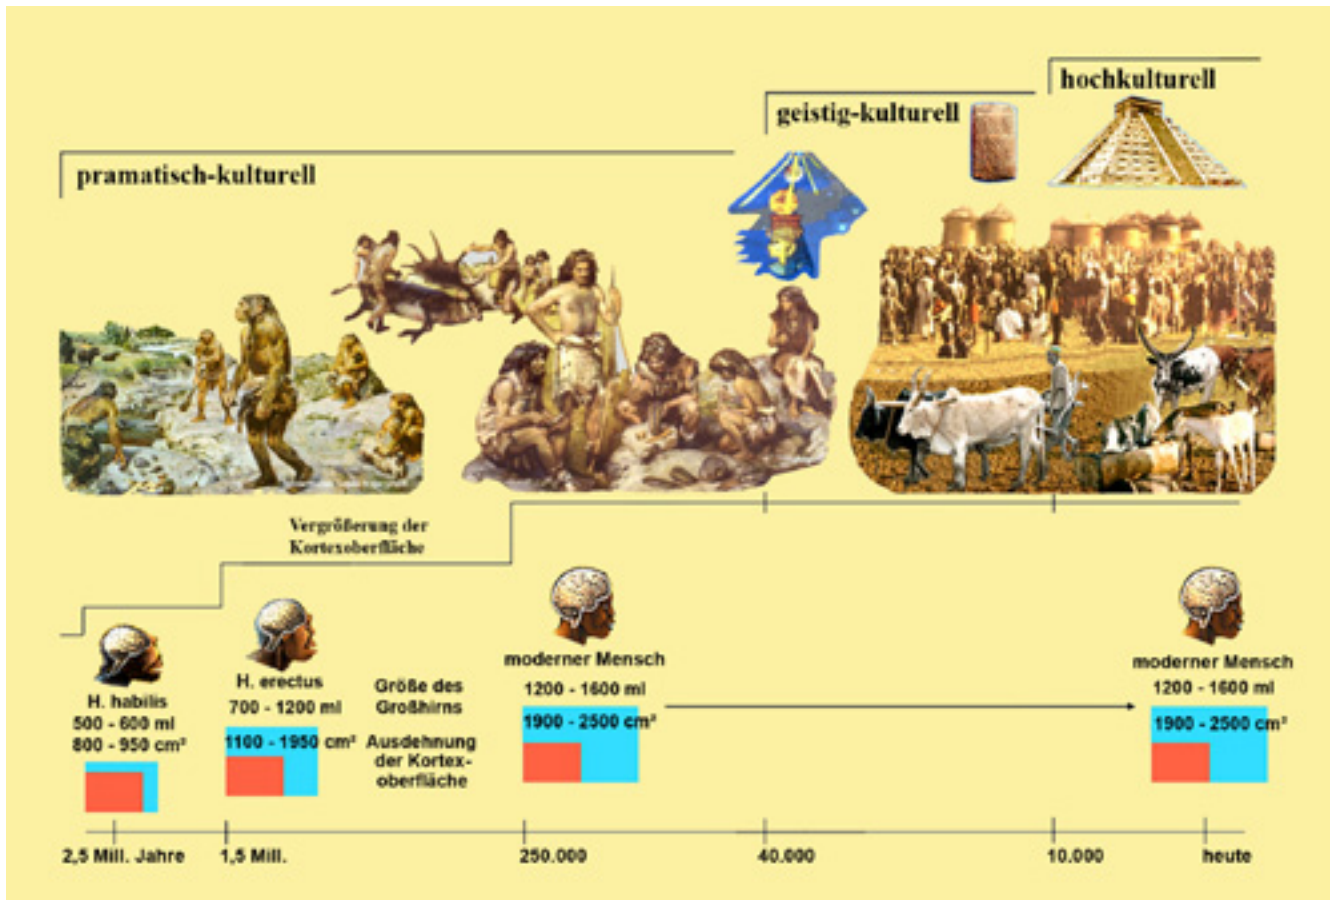 hochkulturell
geistig-kulturell
pramatisch-kulturell
Vergrößerung der
Kortexoberfläche
H. habilis
500 - 600 ml
800 - 950 cm²
H. erectus
700 - 1200 ml
1100 - 1950 cm²
Größe des
Großhirns
Ausdehnung
der Kortex-
oberfläche
moderner Mensch
1200 - 1600 ml
1900 - 2500 cm²
moderner Mensch
1200 - 1600 ml
1900 - 2500 cm²
2,5 Mill. Jahre
1,5 Mill.
250.000
40.000
10.000
heute